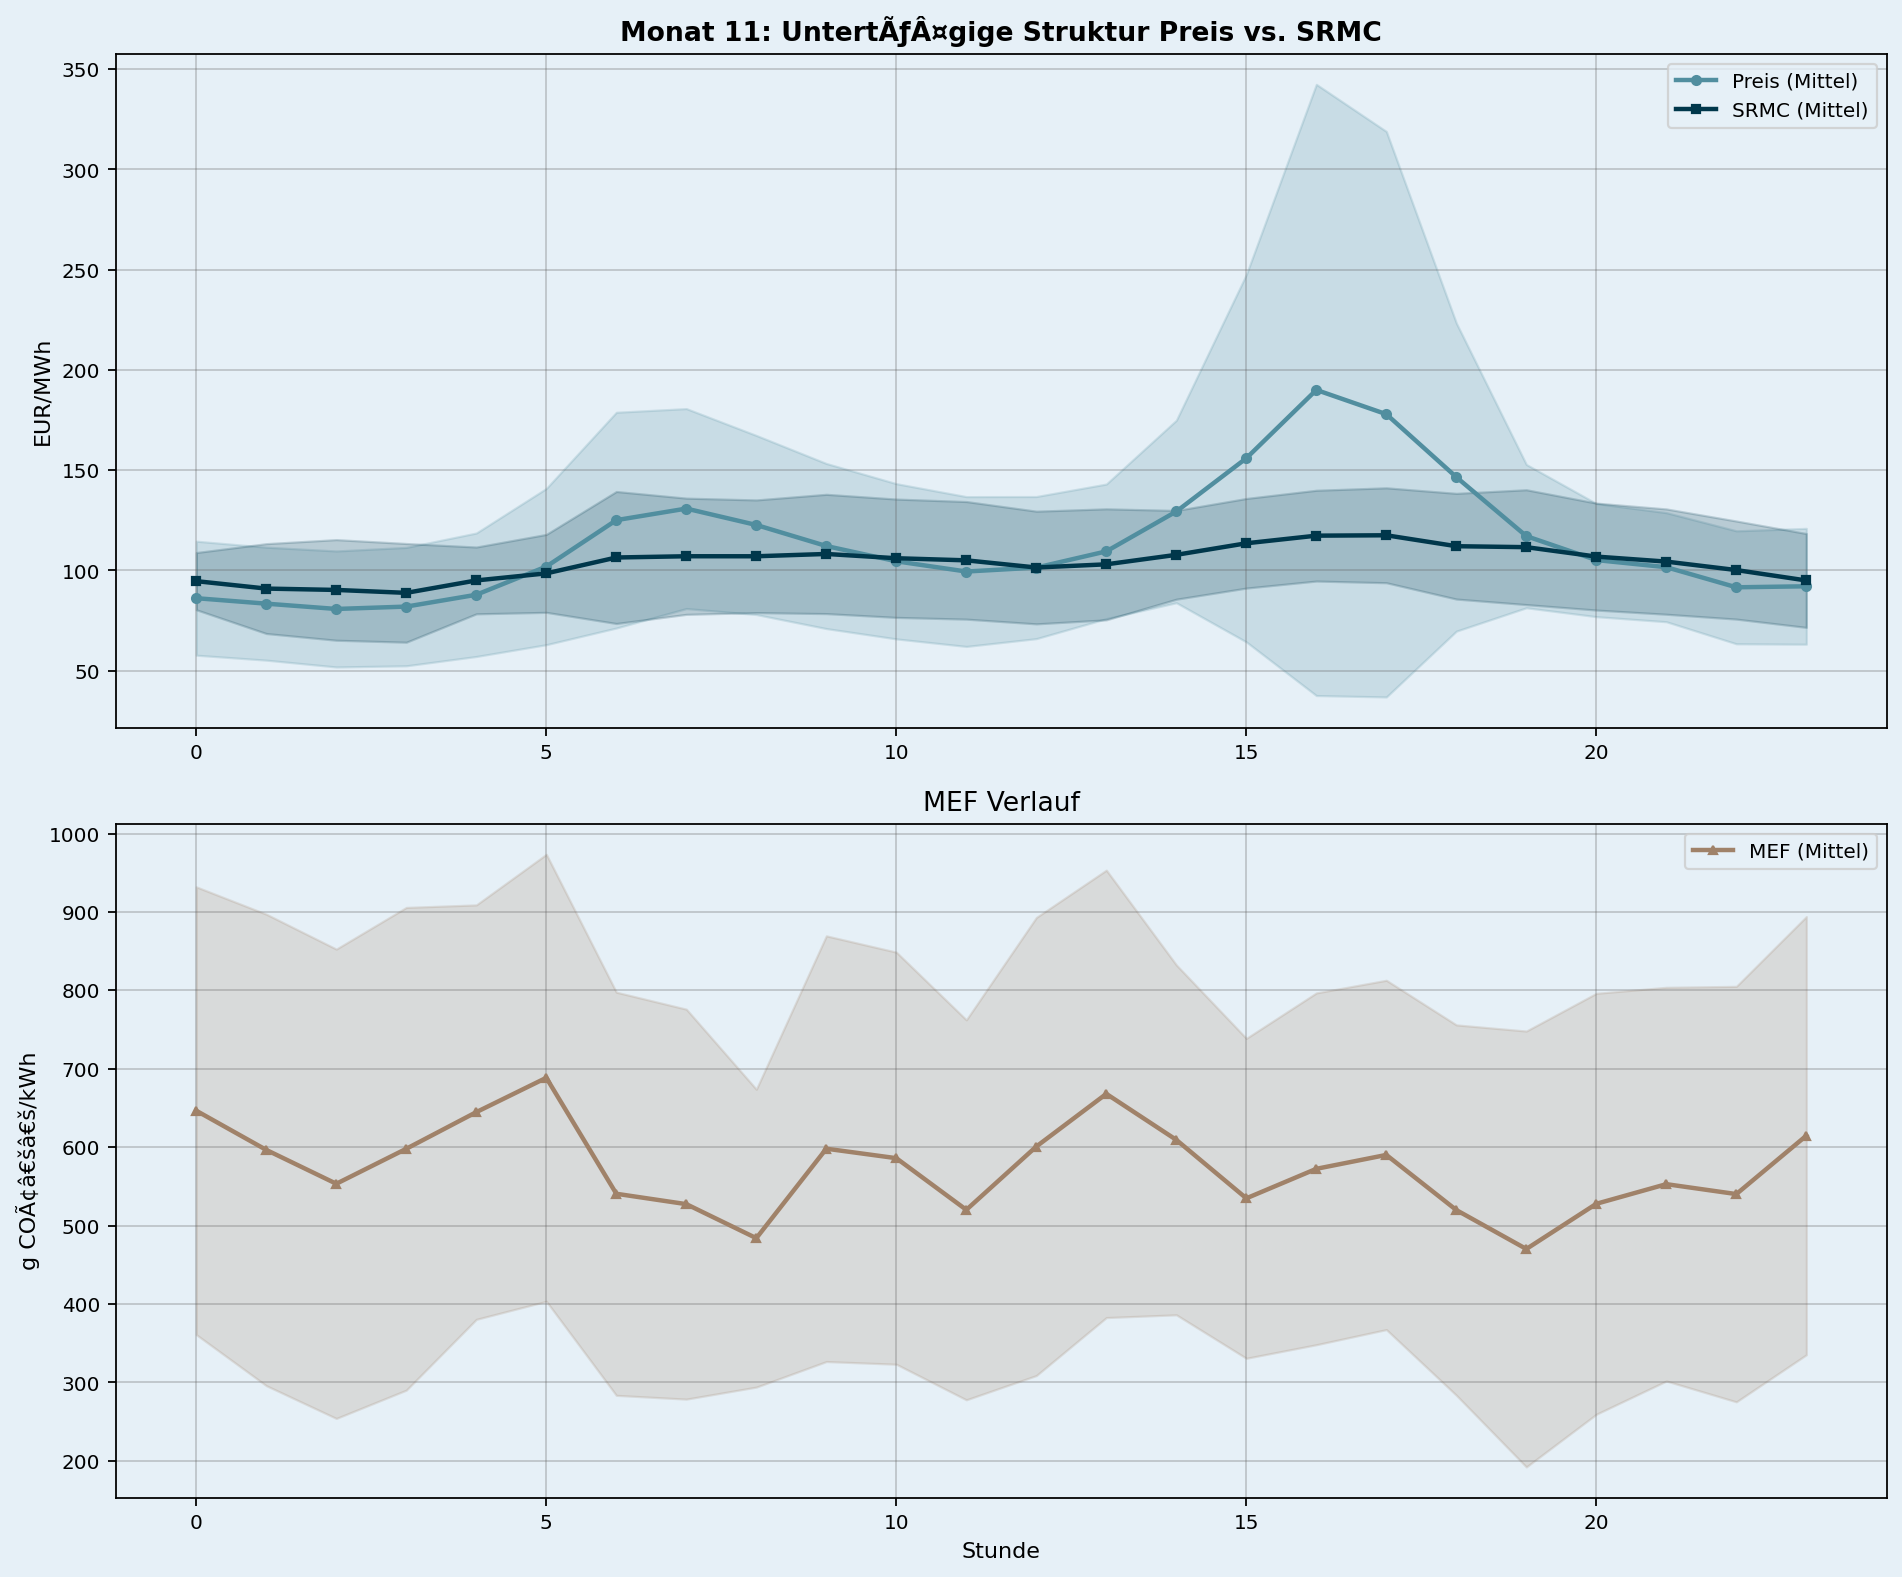 Monat 11: UntertÃƒÂ¤gige Struktur Preis vs. SRMC
350
300
250
200
150
100
50
EUR/MWh
Preis (Mittel)
SRMC (Mittel)
0 5 10 15 20
MEF Verlauf
1000
900
800
700
600
500
400
300
200
g COÃ¢â€šâ€š/kWh
MEF (Mittel)
0 5 10 15 20
Stunde